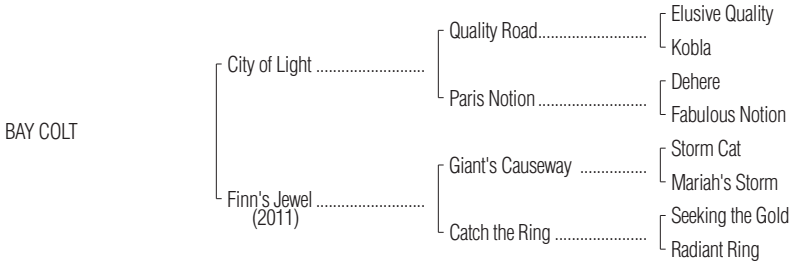 Elusive Quality
Quality Road
Kobla
City of Light
Dehere
Paris Notion
Fabulous Notion
BAY COLT
Storm Cat
Giant's Causeway
Mariah's Storm
Finn's Jewel
(2011)
Seeking the Gold
Catch the Ring
Radiant Ring